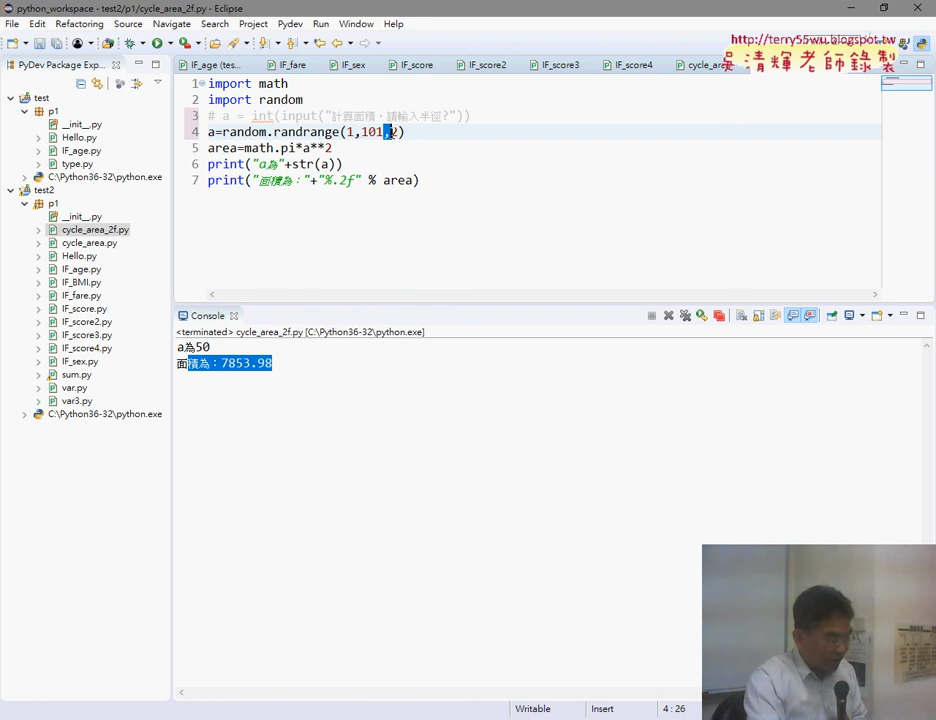 python_workspace - test2/p1/cycle_area_2f.py - Eclipse
File Edit Refactoring Source Navigate Search Project Pydev Run Window Help
http://terry55wu.blogspot.tw
吳清輝老師錄製
PyDev Package Exp...
IF_age (tes... IF_fare IF_sex IF_score IF_score2 IF_score3 IF_score4 cycle_are
test
p1
__init__.py
Hello.py
IF_age.py
type.py
C:\Python36-32\python.exe
test2
p1
__init__.py
cycle_area_2f.py
cycle_area.py
Hello.py
IF_age.py
IF_BMI.py
IF_fare.py
IF_score.py
IF_score2.py
IF_score3.py
IF_score4.py
IF_sex.py
sum.py
var.py
var3.py
C:\Python36-32\python.exe
1 import math
2 import random
3 # a = int(input("計算面積，請輸入半徑?"))
4 a=random.randrange(1,101,2)
5 area=math.pi*a**2
6 print("a為"+str(a))
7 print("面積為："+"%.2f" % area)
Console
<terminated> cycle_area_2f.py [C:\Python36-32\python.exe]
a為50
面積為：7853.98
Writable Insert 4 : 26